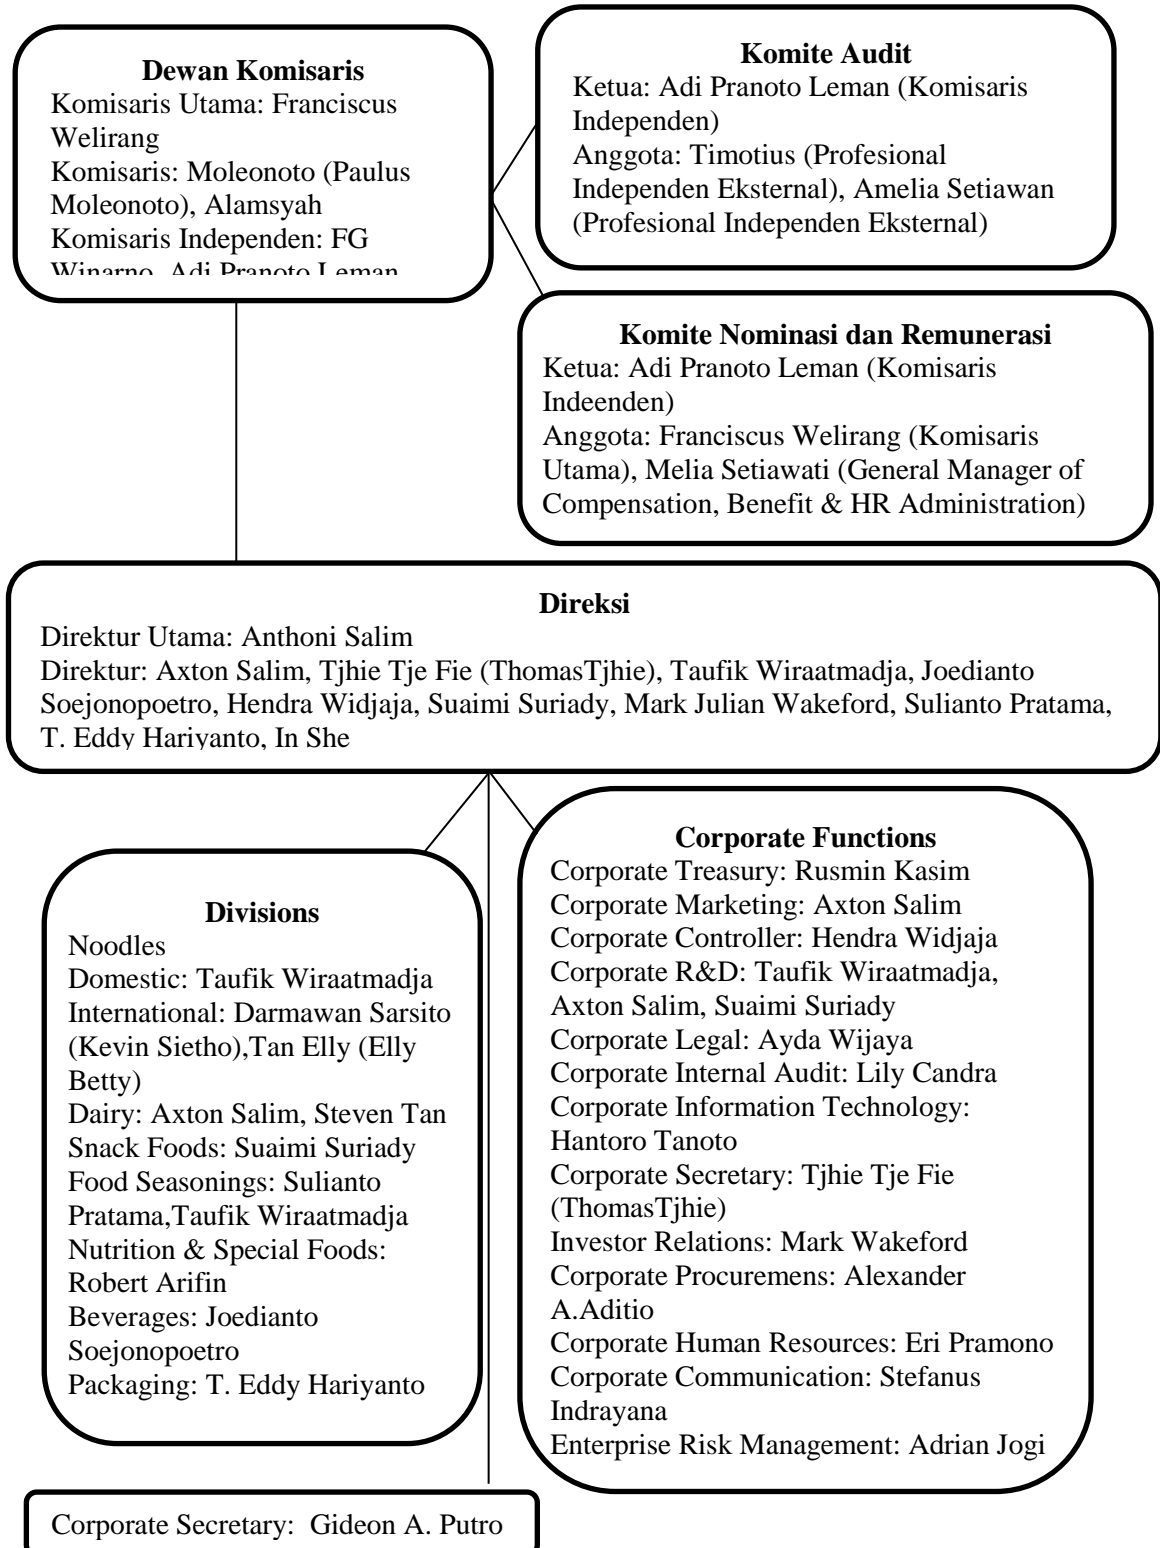 Dewan Komisaris
Komisaris Utama: Franciscus
Welirang
Komisaris: Moleonoto (Paulus
Moleonoto), Alamsyah
Komisaris Independen: FG
Winarno, Adi Pranoto Leman
Komite Audit
Ketua: Adi Pranoto Leman (Komisaris
Independen)
Anggota: Timotius (Profesional
Independen Eksternal), Amelia Setiawan
(Profesional Independen Eksternal)
Komite Nominasi dan Remunerasi
Ketua: Adi Pranoto Leman (Komisaris
Indeenden)
Anggota: Franciscus Welirang (Komisaris
Utama), Melia Setiawati (General Manager of
Compensation, Benefit & HR Administration)
Direksi
Direktur Utama: Anthoni Salim
Direktur: Axton Salim, Tjhie Tje Fie (ThomasTjhie), Taufik Wiraatmadja, Joedianto
Soejonopoetro, Hendra Widjaja, Suaimi Suriady, Mark Julian Wakeford, Sulianto Pratama,
T. Eddy Hariyanto, In She
Divisions
Noodles
Domestic: Taufik Wiraatmadja
International: Darmawan Sarsito
(Kevin Sietho),Tan Elly (Elly
Betty)
Dairy: Axton Salim, Steven Tan
Snack Foods: Suaimi Suriady
Food Seasonings: Sulianto
Pratama,Taufik Wiraatmadja
Nutrition & Special Foods:
Robert Arifin
Beverages: Joedianto
Soejonopoetro
Packaging: T. Eddy Hariyanto
Corporate Functions
Corporate Treasury: Rusmin Kasim
Corporate Marketing: Axton Salim
Corporate Controller: Hendra Widjaja
Corporate R&D: Taufik Wiraatmadja,
Axton Salim, Suaimi Suriady
Corporate Legal: Ayda Wijaya
Corporate Internal Audit: Lily Candra
Corporate Information Technology:
Hantoro Tanoto
Corporate Secretary: Tjhie Tje Fie
(ThomasTjhie)
Investor Relations: Mark Wakeford
Corporate Procuremens: Alexander
A.Aditio
Corporate Human Resources: Eri Pramono
Corporate Communication: Stefanus
Indrayana
Enterprise Risk Management: Adrian Jogi
Corporate Secretary: Gideon A. Putro